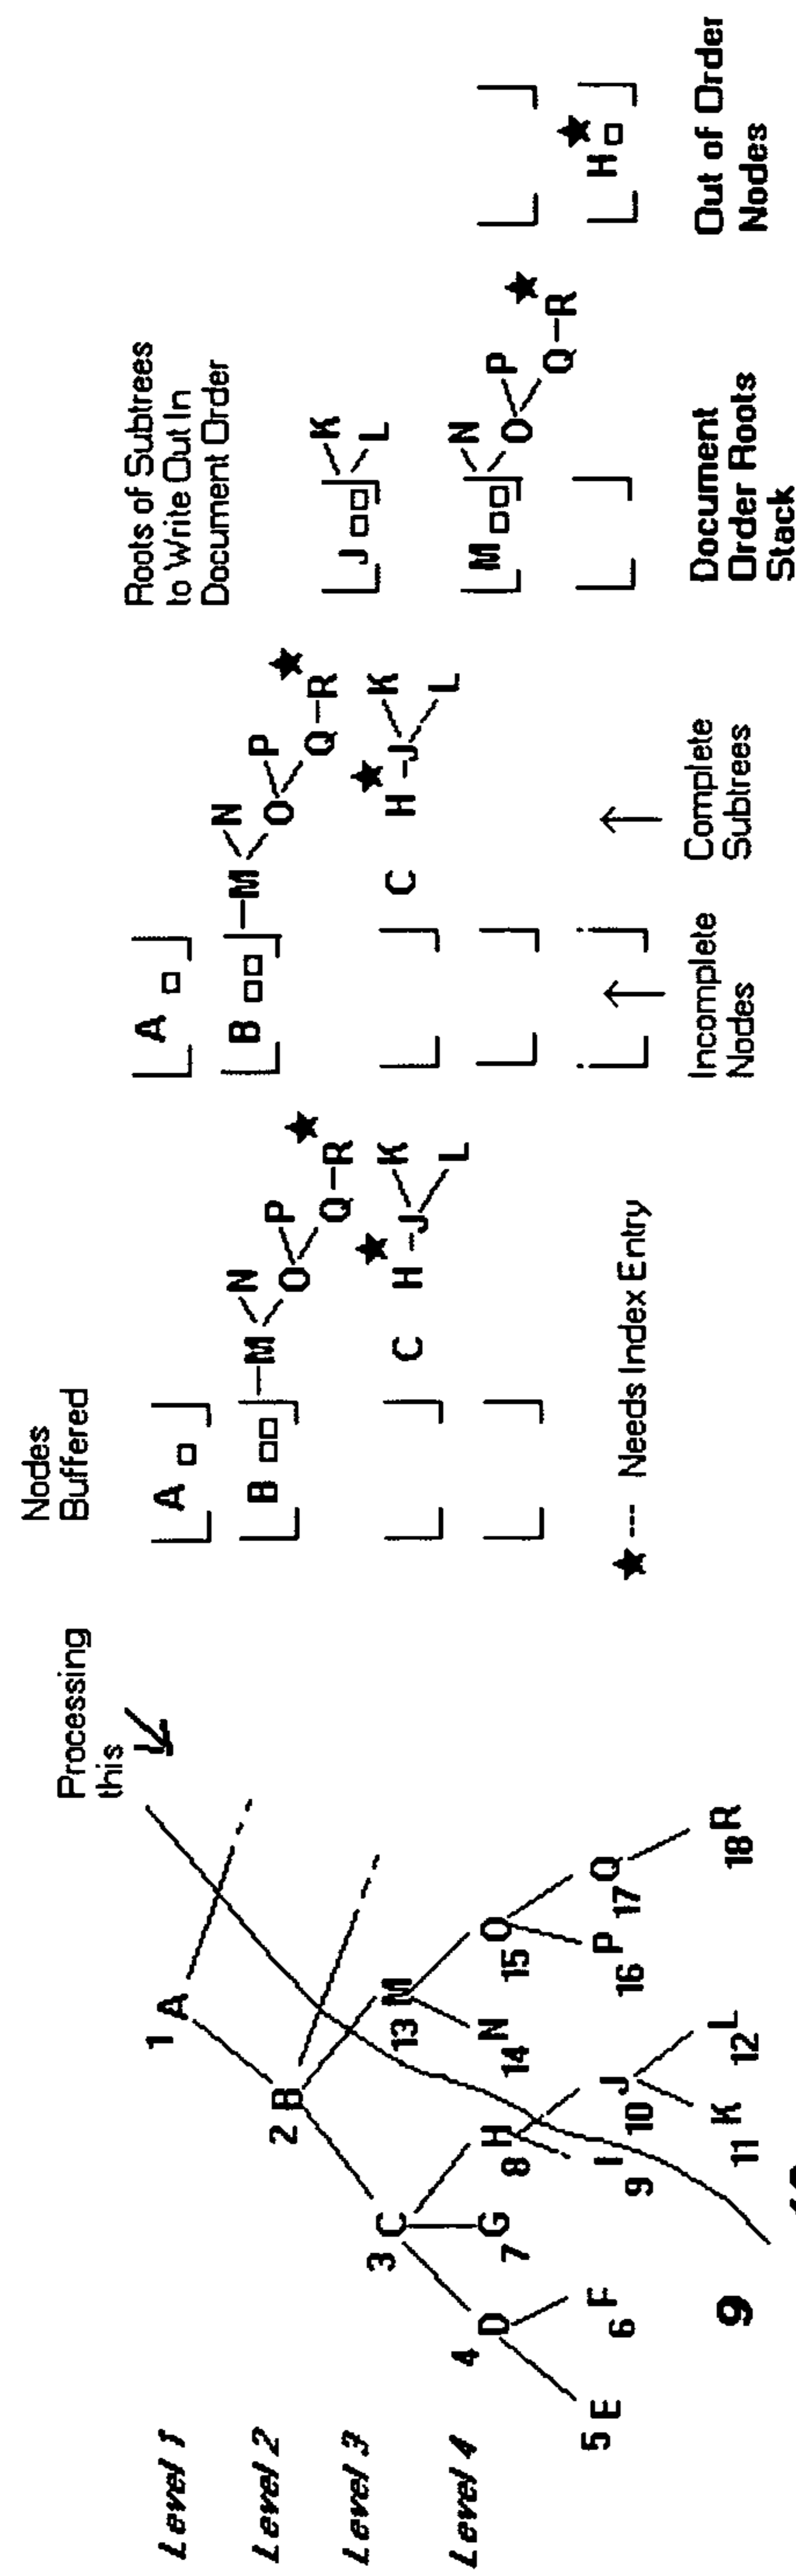 Processing
this
Level 1
1 A
Level 2
2 B
Level 3
3 C
13 M
Level 4
4 D
7 G
8 H
14 N
15 O
5 E
6 F
9 I
10 J
16 P
17 Q
11 K
12 L
18 R
9
Nodes
Buffered
A
B M N
O P
Q R
C H J K
L
★ --- Needs Index Entry
A
B M N
O P
Q R
C H J K
L
Incomplete
Nodes
Complete
Subtrees
Roots of Subtrees
to Write Out In
Document Order
J K
L
M N
O P
Q R
Document
Order Roots
Stack
H
Out of Order
Nodes